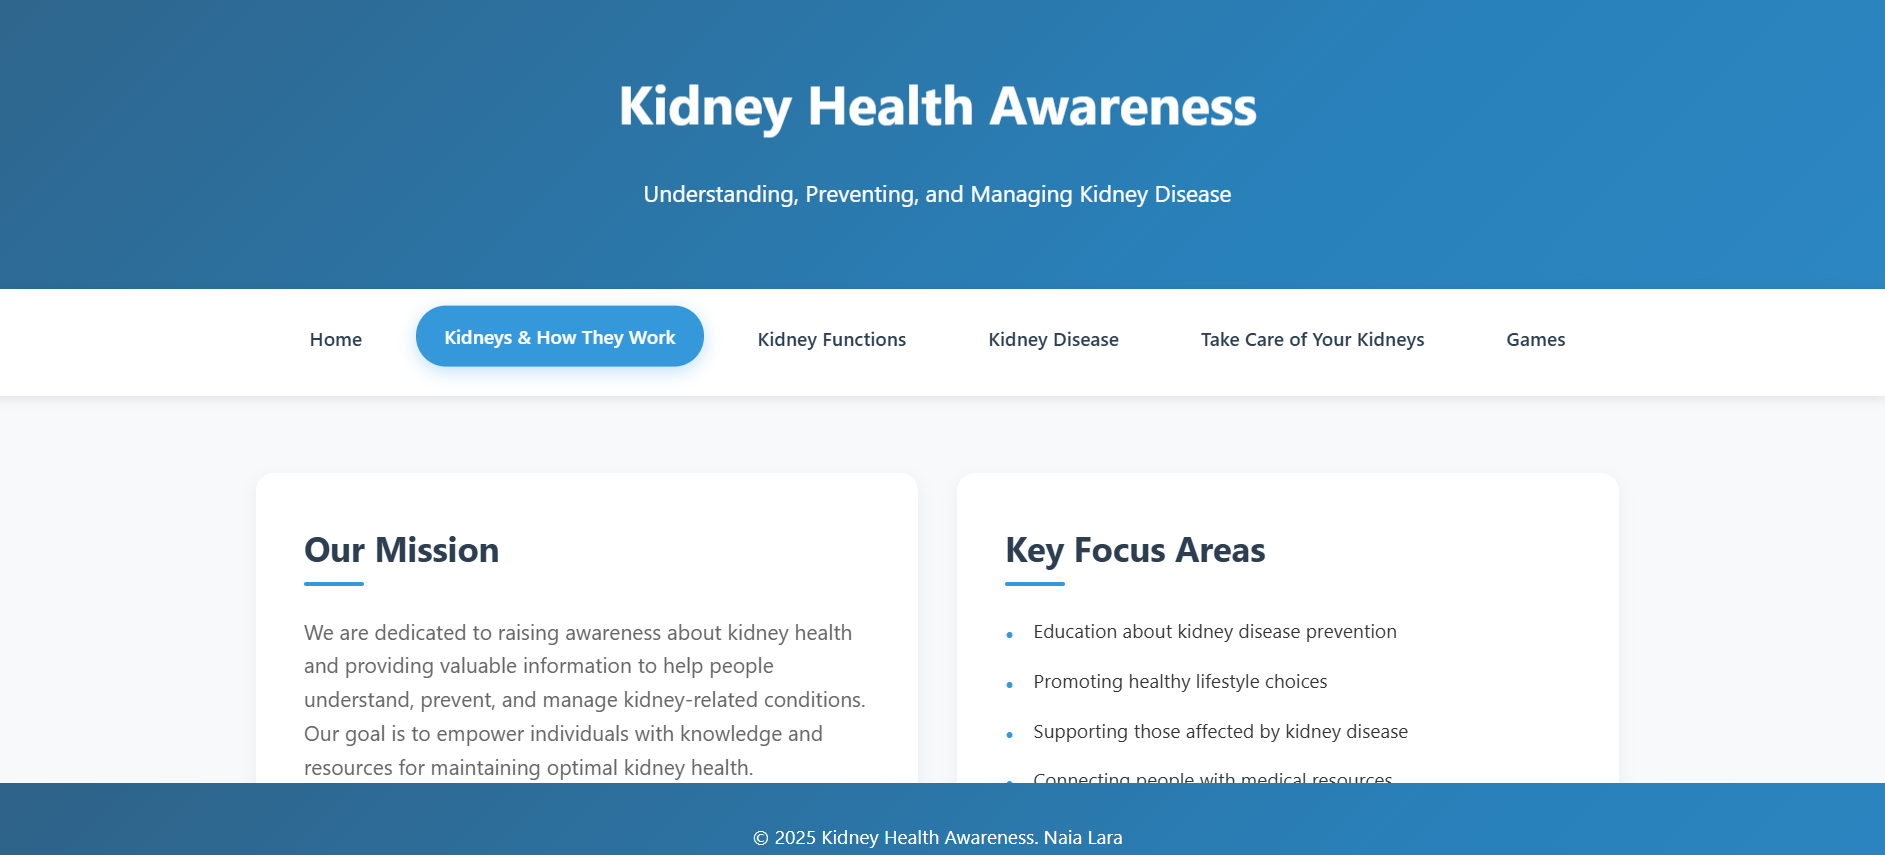 Kidney Health Awareness
Understanding, Preventing, and Managing Kidney Disease
Home
Kidneys & How They Work
Kidney Functions
Kidney Disease
Take Care of Your Kidneys
Games
Our Mission
We are dedicated to raising awareness about kidney health
and providing valuable information to help people
understand, prevent, and manage kidney-related conditions.
Our goal is to empower individuals with knowledge and
resources for maintaining optimal kidney health.
Key Focus Areas
• Education about kidney disease prevention
• Promoting healthy lifestyle choices
• Supporting those affected by kidney disease
• Connecting people with medical resources
© 2025 Kidney Health Awareness. Naia Lara